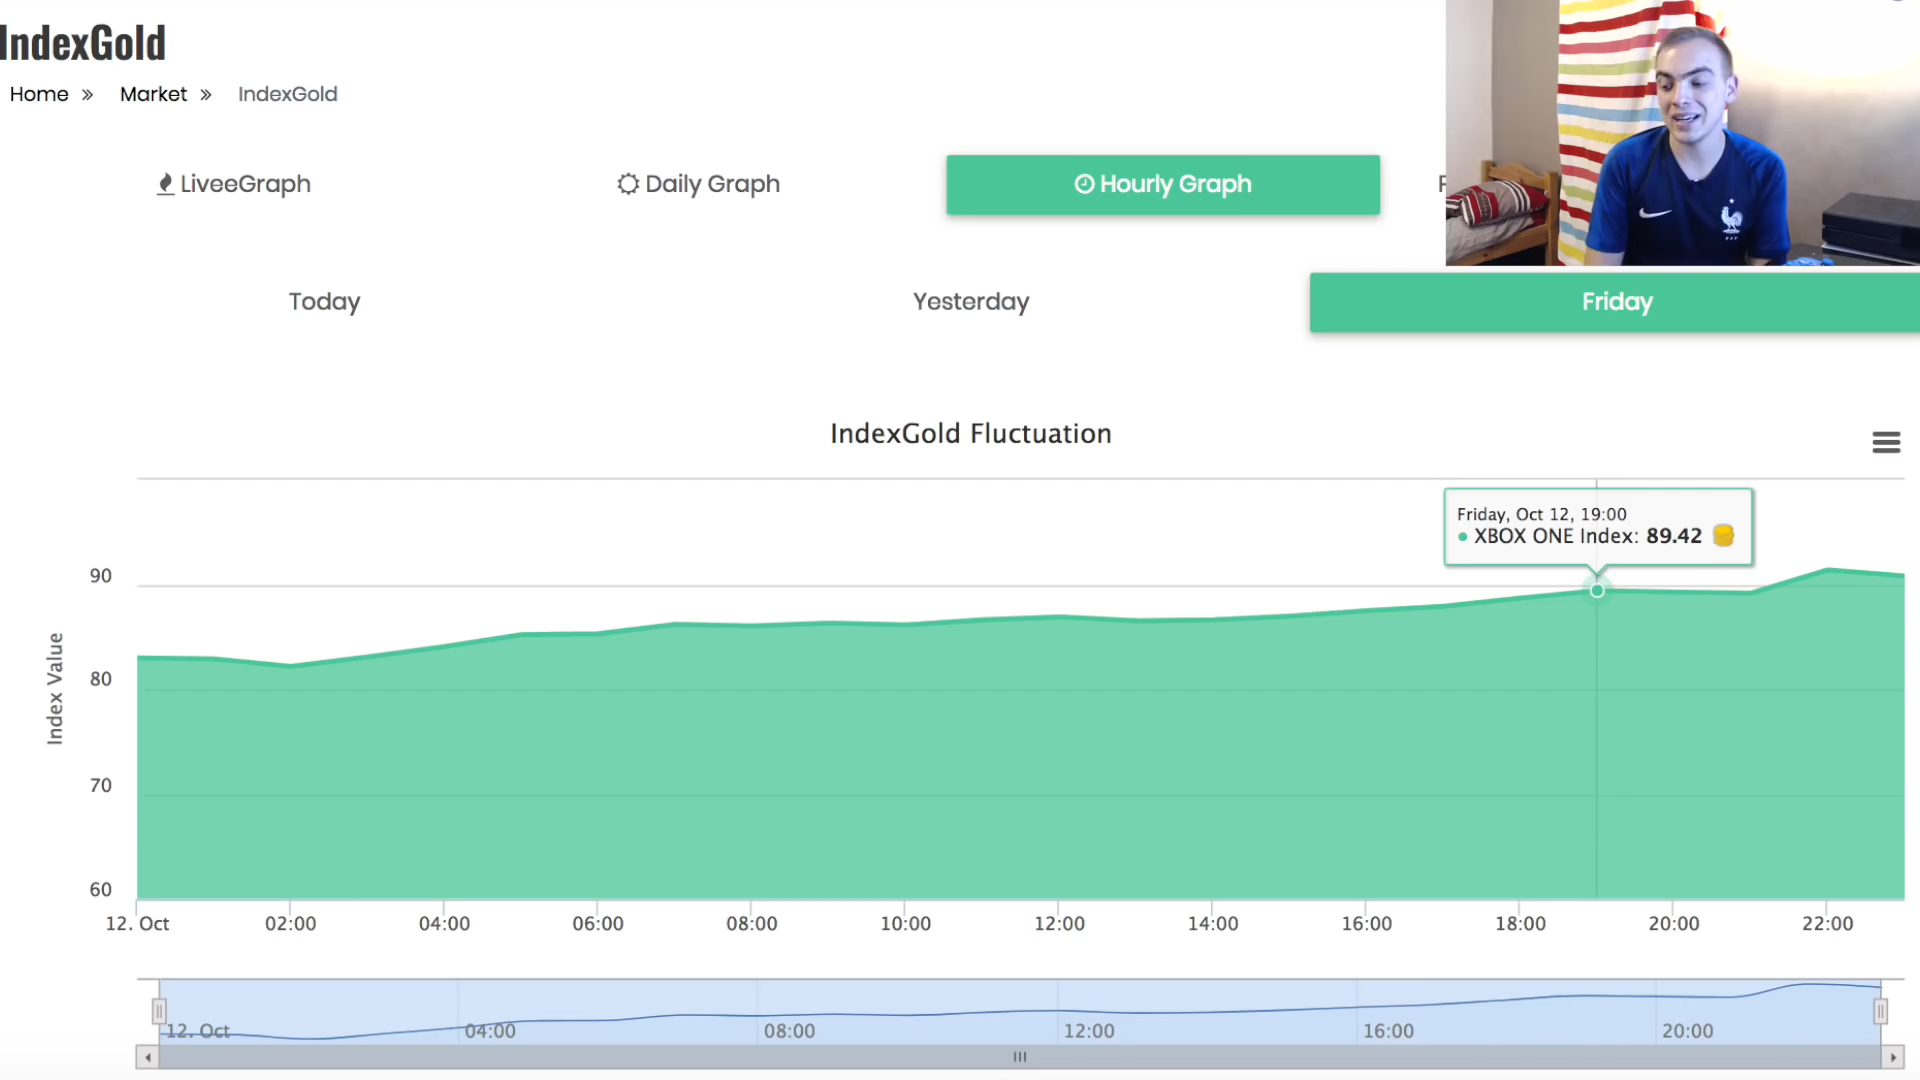 IndexGold
Home » Market » IndexGold
LiveeGraph Daily Graph Hourly Graph
Today Yesterday Friday
IndexGold Fluctuation
Friday, Oct 12, 19:00
XBOX ONE Index: 89.42
Index Value
90
80
70
60
12. Oct 02:00 04:00 06:00 08:00 10:00 12:00 14:00 16:00 18:00 20:00 22:00
12. Oct 04:00 08:00 12:00 16:00 20:00